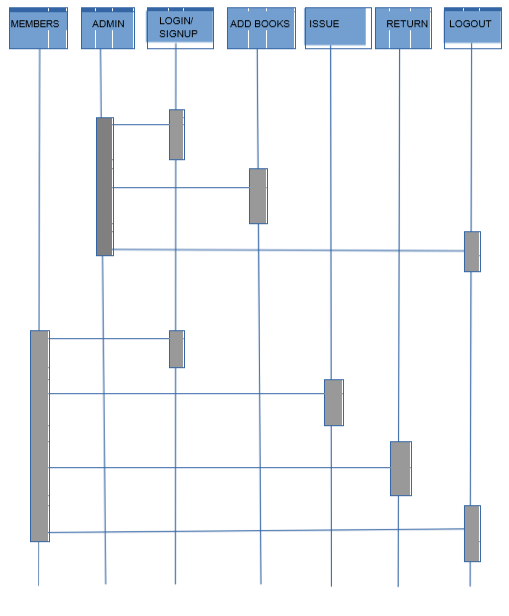 MEMBERS
ADMIN
LOGIN/
SIGNUP
ADD BOOKS
ISSUE
RETURN
LOGOUT